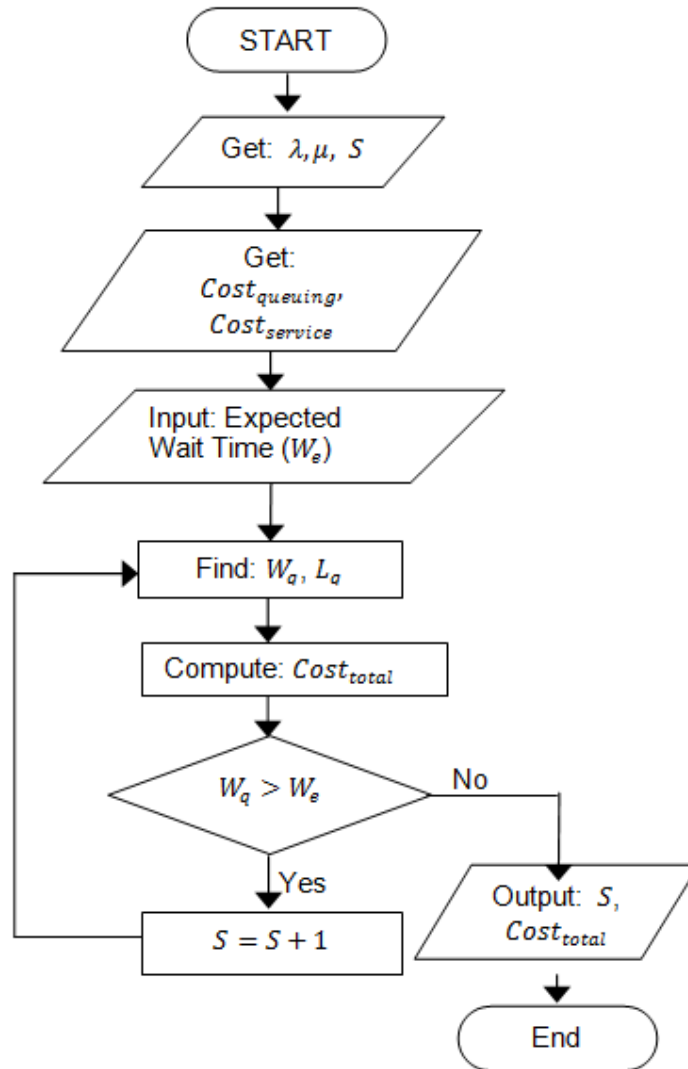 START
Get: λ, μ, S
Get:
Cost_queuing,
Cost_service
Input: Expected
Wait Time (W_e)
Find: W_q, L_q
Compute: Cost_total
W_q > W_e
No
Yes
S = S + 1
Output: S,
Cost_total
End